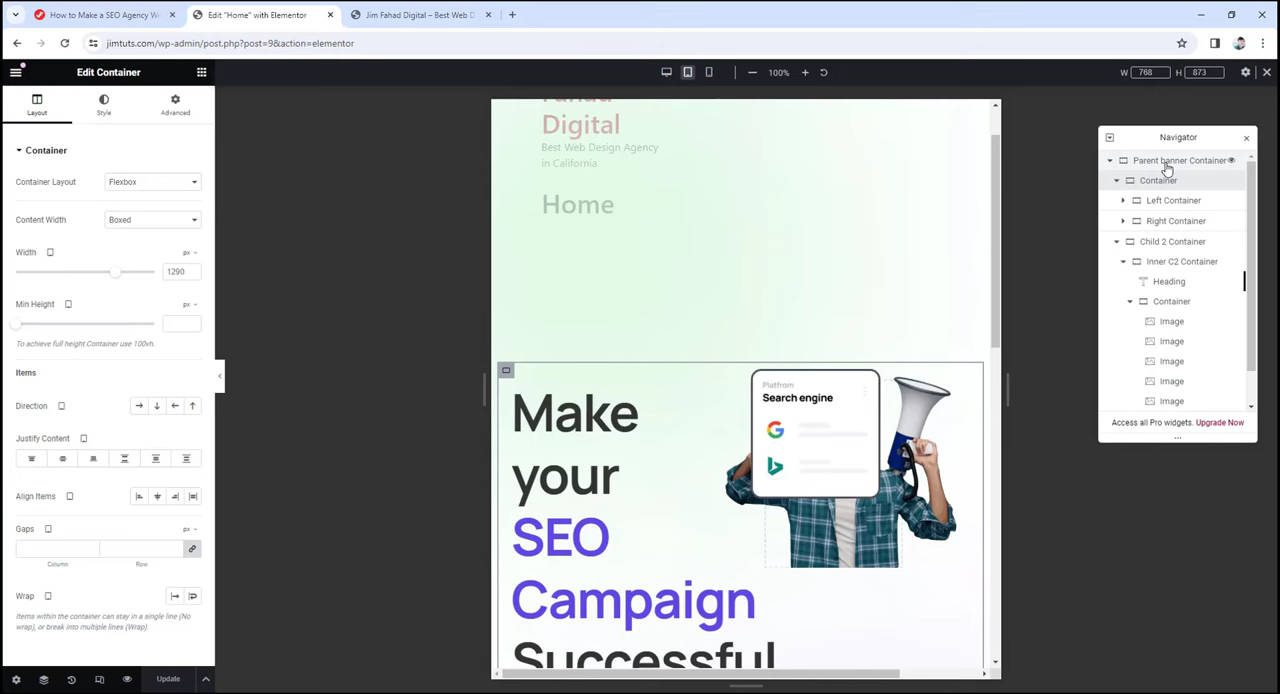 How to Make a SEO Agency We
Edit "Home" with Elementor
Jim Fahad Digital – Best Web D
jimtuts.com/wp-admin/post.php?post=9&action=elementor
Edit Container
100%
W 768 H 873
Layout
Style
Advanced
Container
Container Layout
Flexbox
Content Width
Boxed
Width
px
1290
Min Height
px
To achieve full height Container use 100vh.
Items
Direction
Justify Content
Align Items
Gaps
px
Column
Row
Wrap
Items within the container can stay in a single line (No
wrap), or break into multiple lines (Wrap).
Update
Fahad
Digital
Best Web Design Agency
in California
Home
Make
your
SEO
Campaign
Successful
Platfrom
Search engine
Navigator
Parent banner Container
Container
Left Container
Right Container
Child 2 Container
Inner C2 Container
Heading
Container
Image
Image
Image
Image
Image
Access all Pro widgets. Upgrade Now